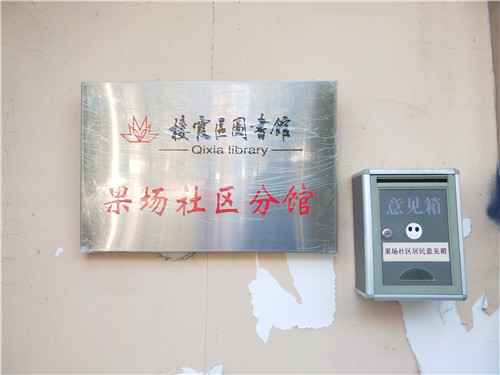 棲霞區圖書館
Qixia library
果场社区分馆
意见箱
果场社区居民意见箱